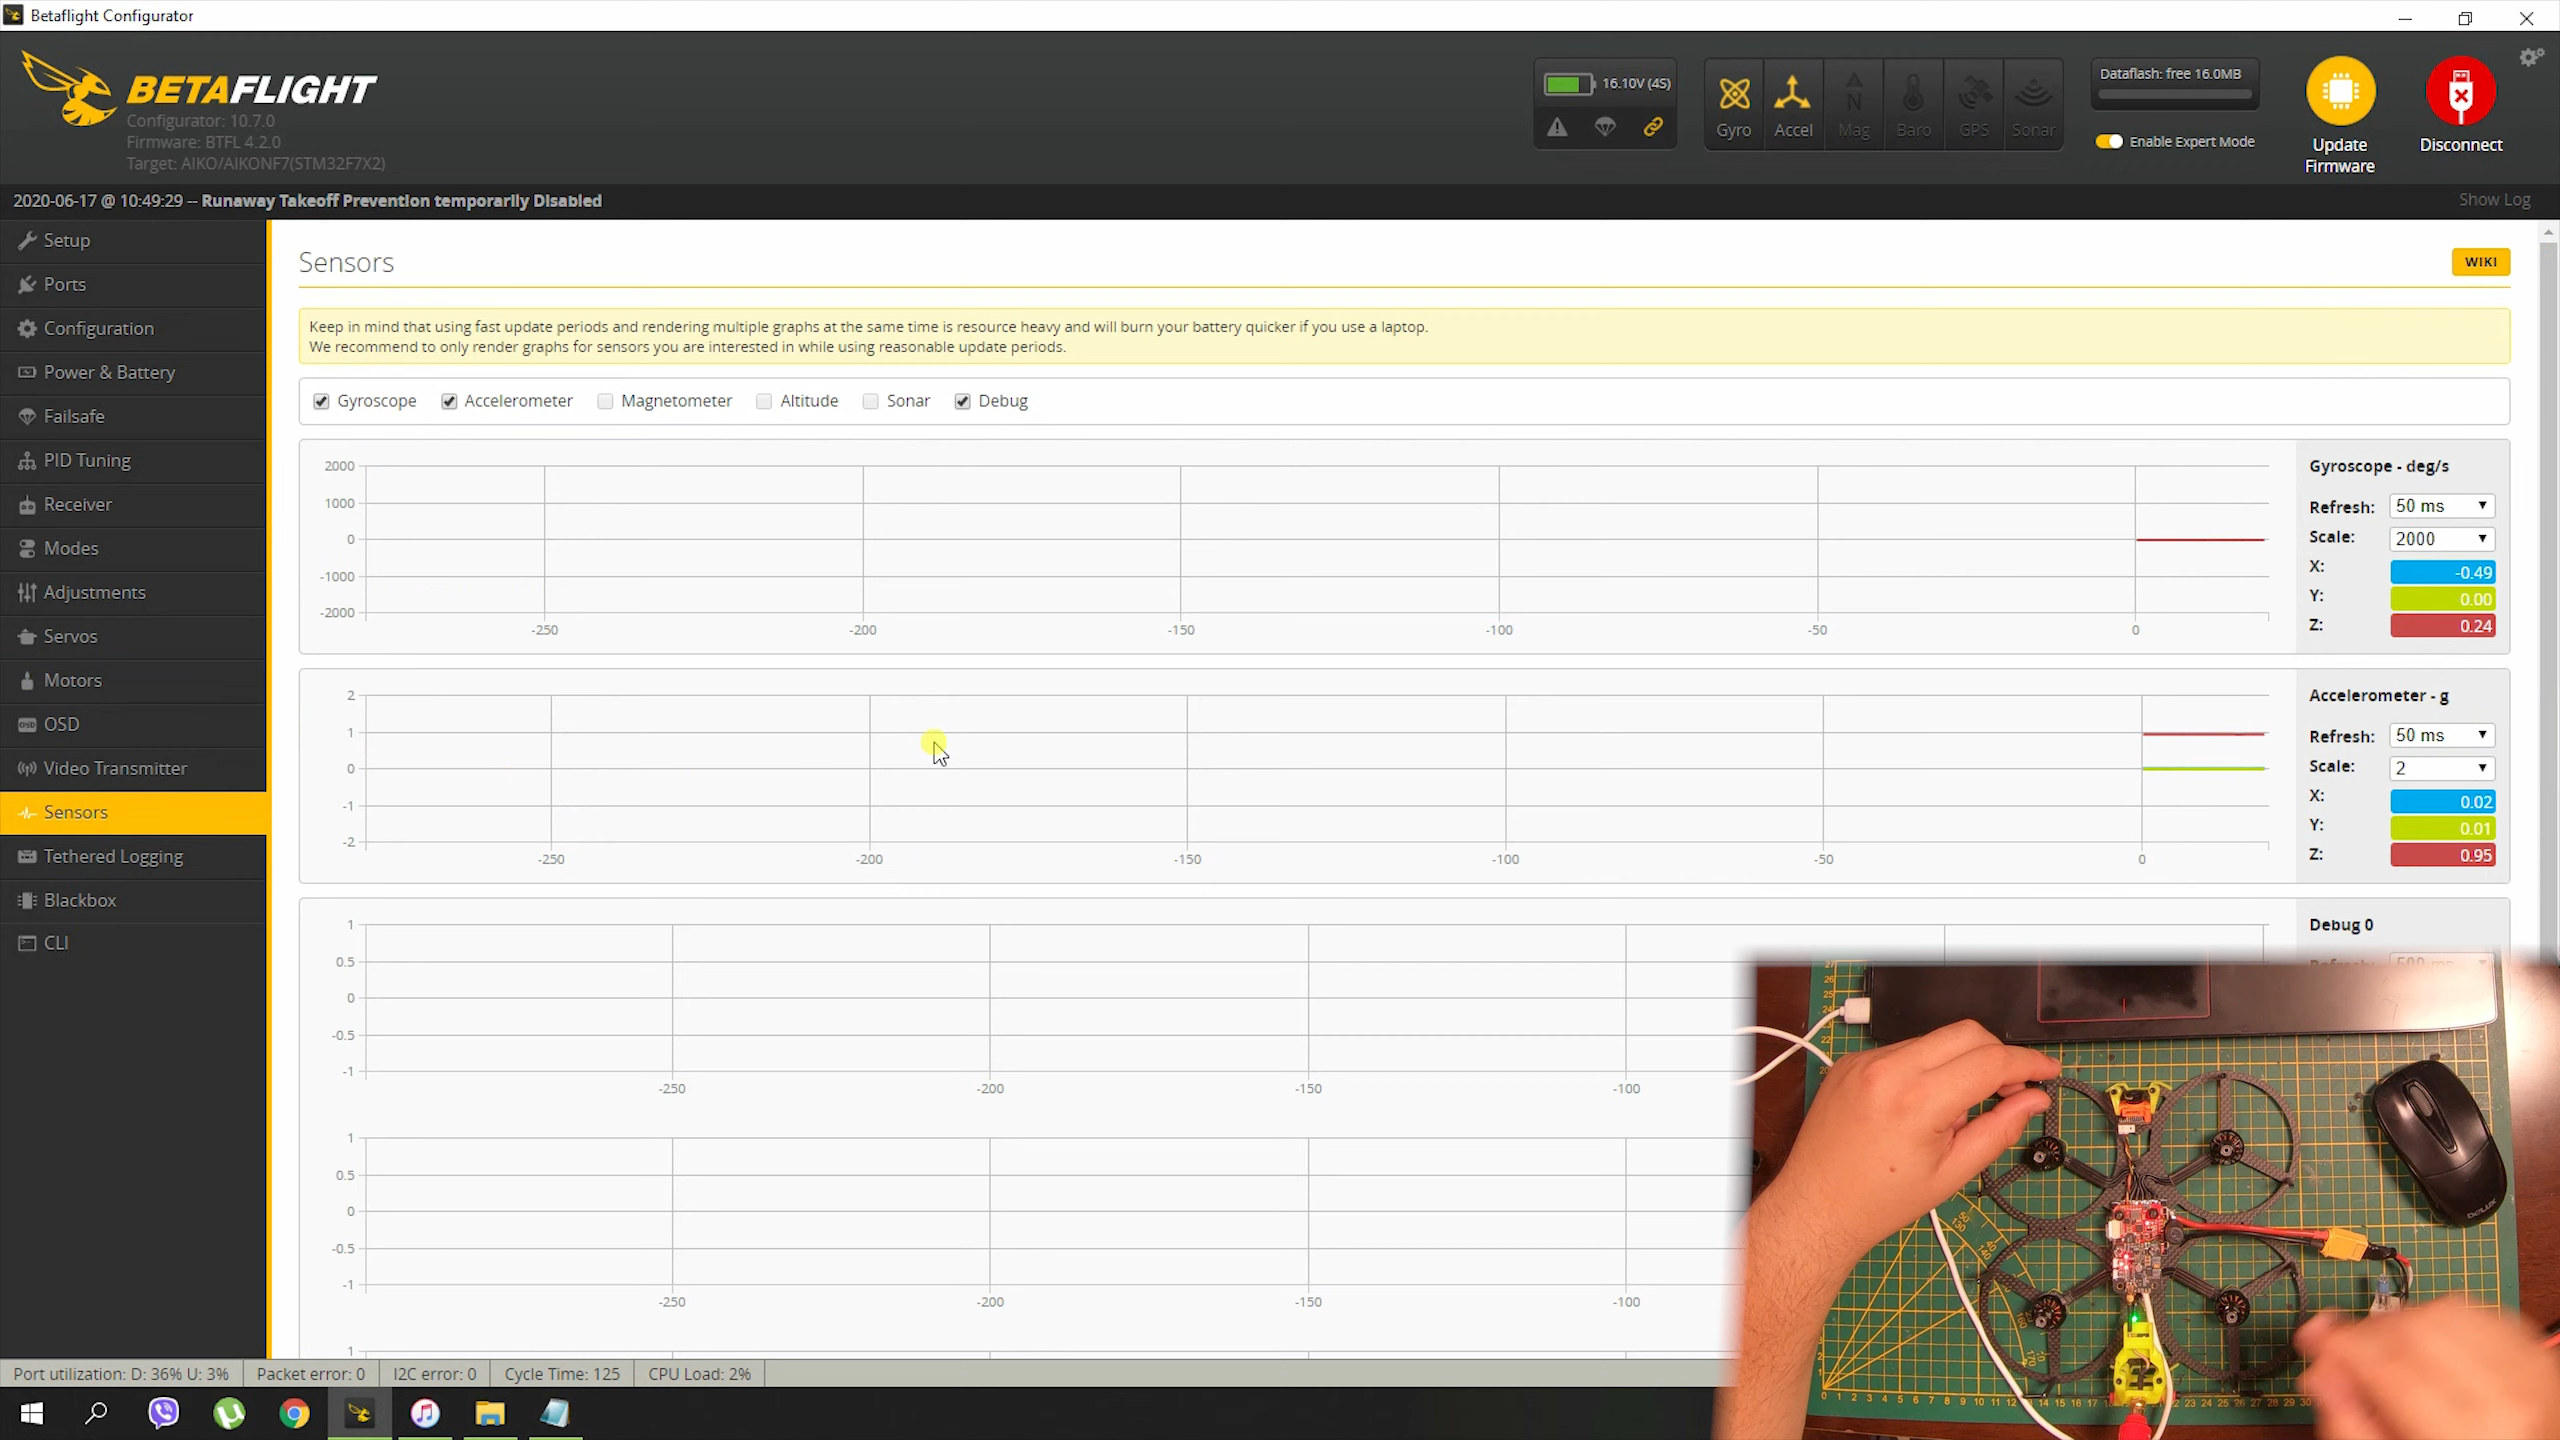 Betaflight Configurator
BETAFLIGHT
Configurator: 10.7.0
Firmware: BTFL 4.2.0
Target: AIKO/AIKONF7(STM32F7X2)
16.10V (4S)
Gyro
Accel
Mag
Baro
GPS
Sonar
Dataflash: free 16.0MB
Enable Expert Mode
Update
Firmware
Disconnect
2020-06-17 @ 10:49:29 -- Runaway Takeoff Prevention temporarily Disabled
Show Log
Setup
Ports
Configuration
Power & Battery
Failsafe
PID Tuning
Receiver
Modes
Adjustments
Servos
Motors
OSD
Video Transmitter
Sensors
Tethered Logging
Blackbox
CLI
Sensors
WIKI
Keep in mind that using fast update periods and rendering multiple graphs at the same time is resource heavy and will burn your battery quicker if you use a laptop.
We recommend to only render graphs for sensors you are interested in while using reasonable update periods.
Gyroscope Accelerometer Magnetometer Altitude Sonar Debug
2000
1000
0
-1000
-2000
-250 -200 -150 -100 -50 0
Gyroscope - deg/s
Refresh: 50 ms
Scale: 2000
X: -0.49
Y: 0.00
Z: 0.24
2
1
0
-1
-2
-250 -200 -150 -100 -50 0
Accelerometer - g
Refresh: 50 ms
Scale: 2
X: 0.02
Y: 0.01
Z: 0.95
1
0.5
0
-0.5
-1
-250 -200 -150 -100
Debug 0
1
0.5
0
-0.5
-1
-250 -200 -150 -100
1
Port utilization: D: 36% U: 3%
Packet error: 0
I2C error: 0
Cycle Time: 125
CPU Load: 2%